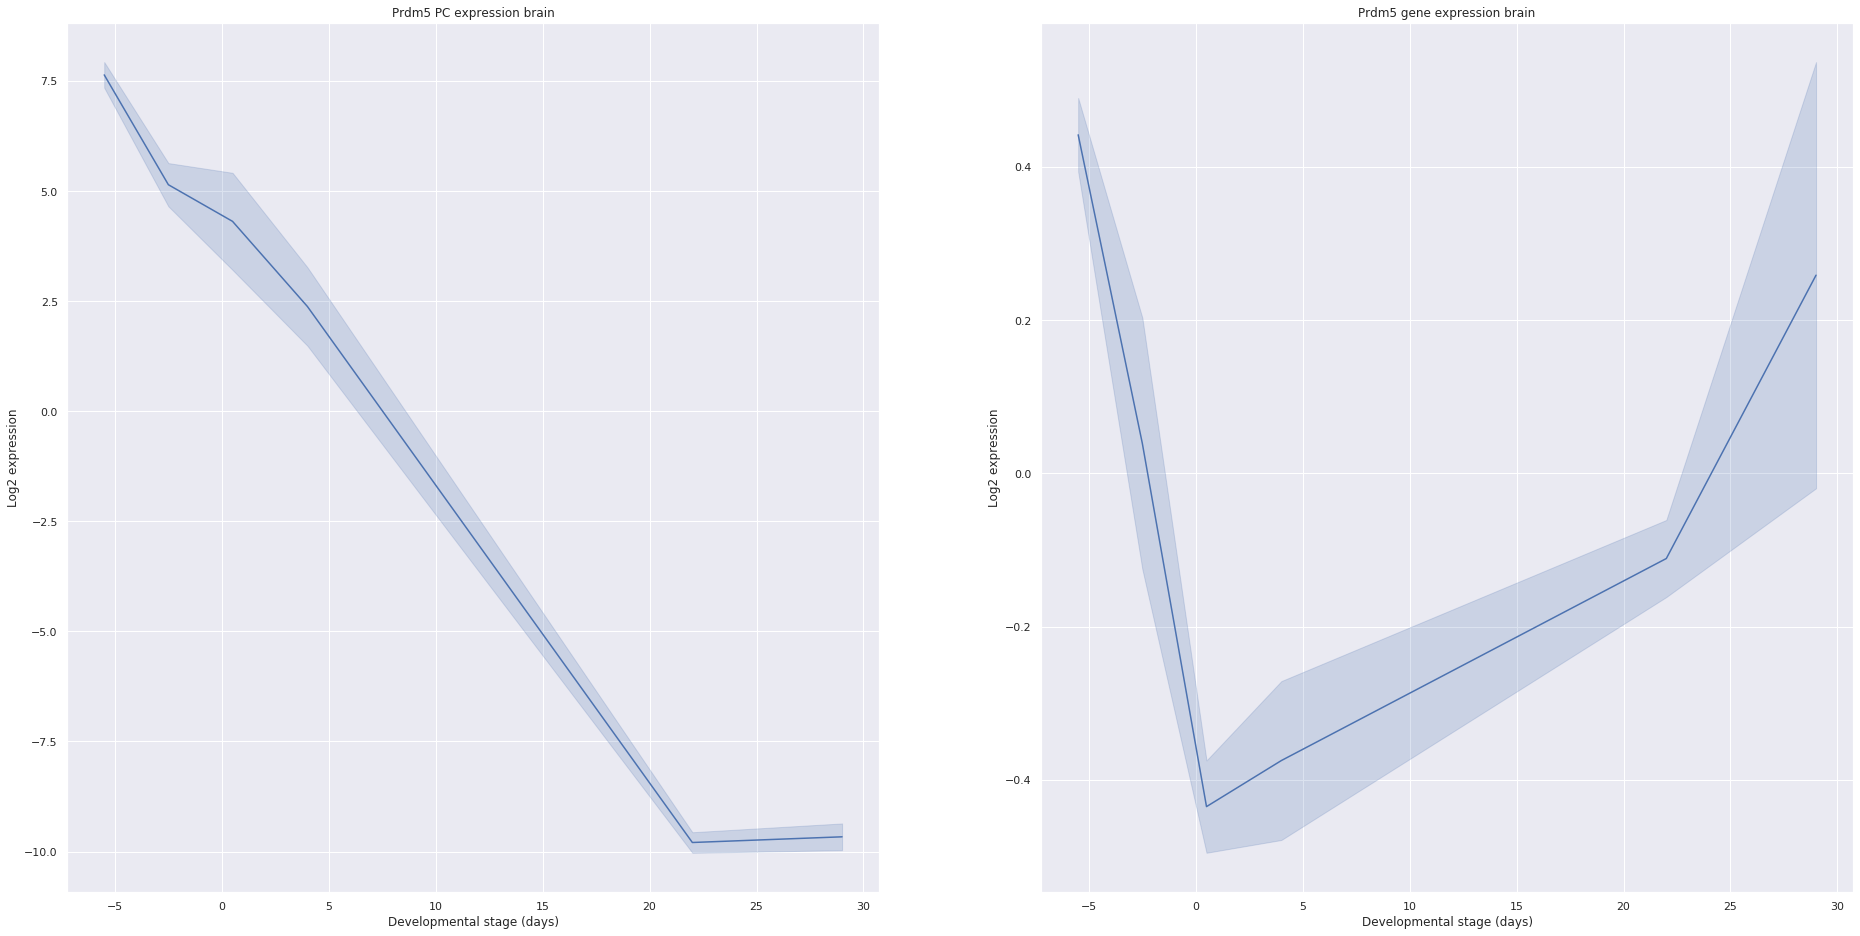 Prdm5 PC expression brain
Log2 expression
7.5
5.0
2.5
0.0
−2.5
−5.0
−7.5
−10.0
−5 0 5 10 15 20 25 30
Developmental stage (days)
Prdm5 gene expression brain
Log2 expression
0.4
0.2
0.0
−0.2
−0.4
−5 0 5 10 15 20 25 30
Developmental stage (days)